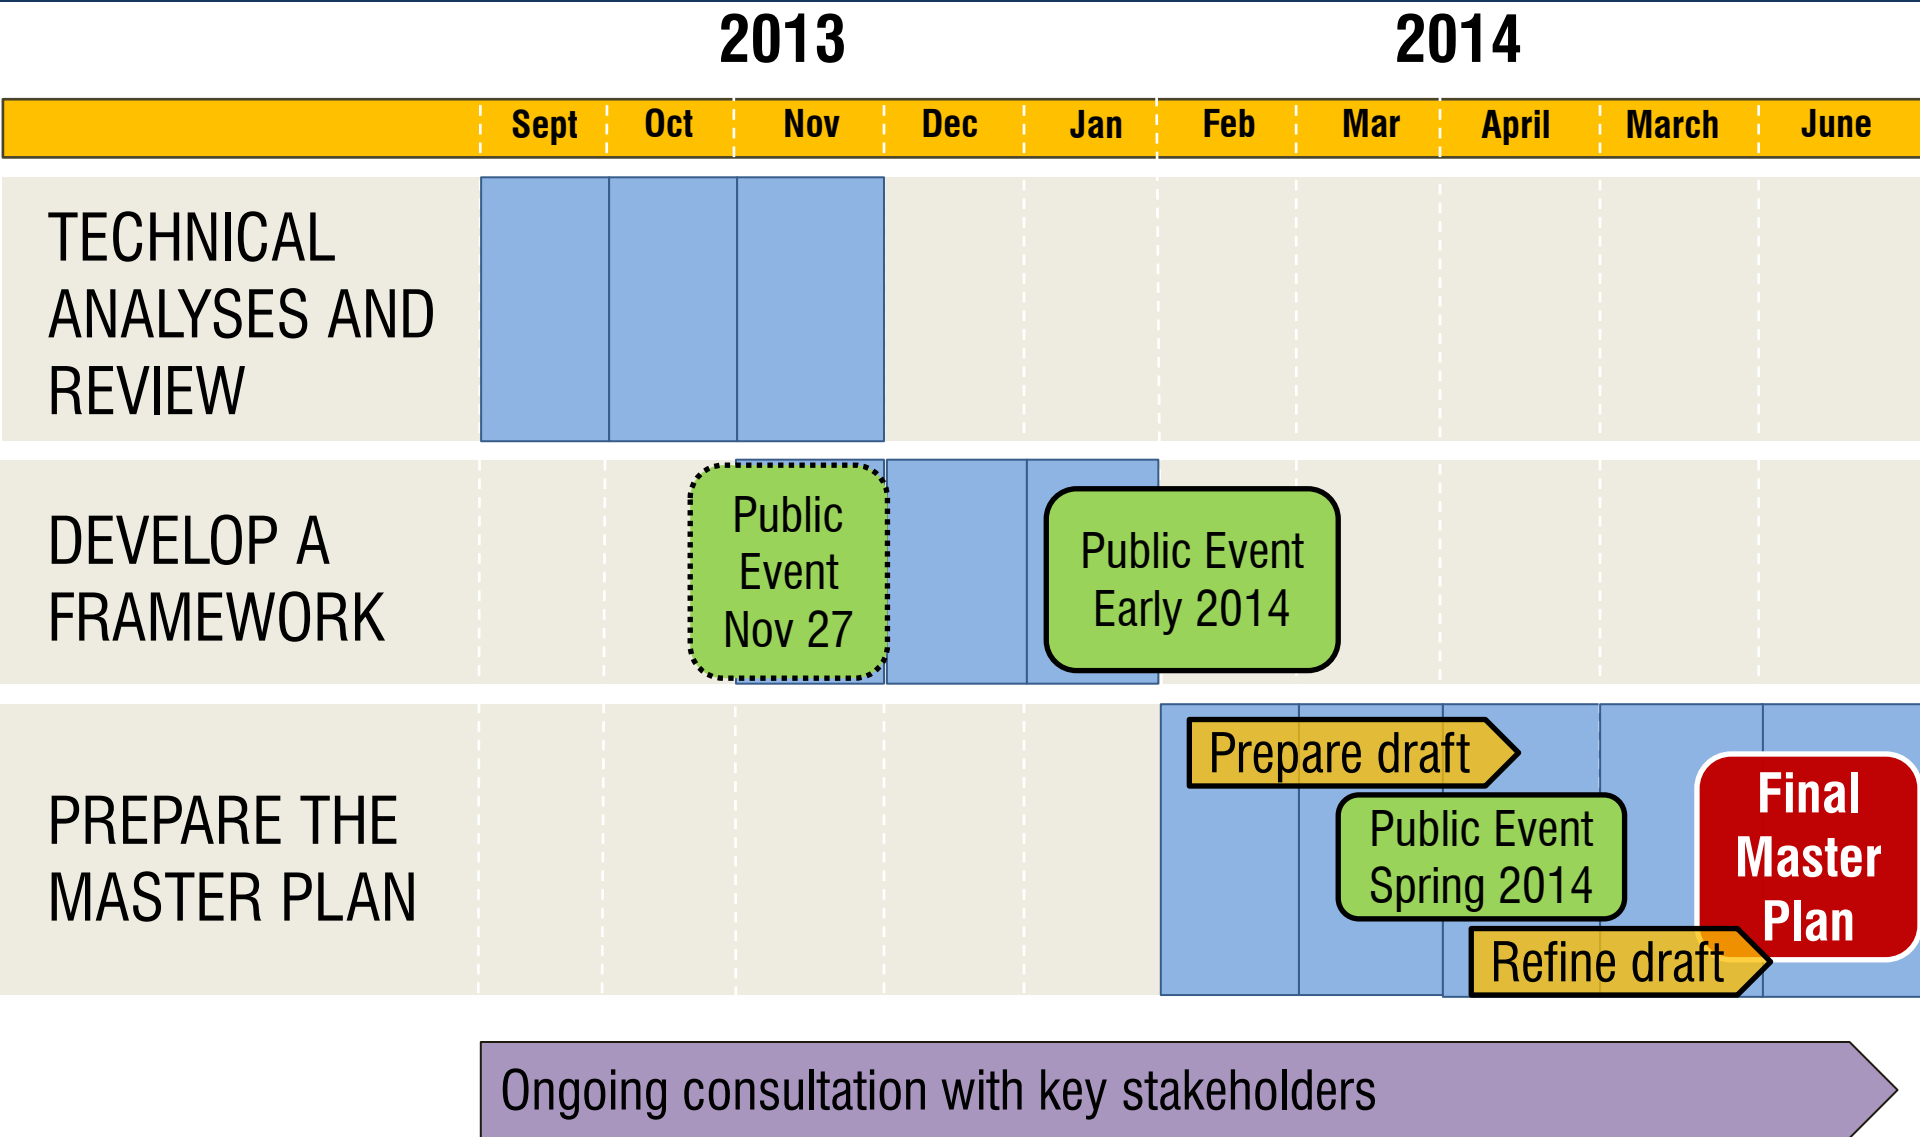 2013 2014
Sept Oct Nov Dec Jan Feb Mar April March June
TECHNICAL
ANALYSES AND
REVIEW
DEVELOP A
FRAMEWORK
Public
Event
Nov 27
Public Event
Early 2014
PREPARE THE
MASTER PLAN
Prepare draft
Public Event
Spring 2014
Refine draft
Final
Master
Plan
Ongoing consultation with key stakeholders